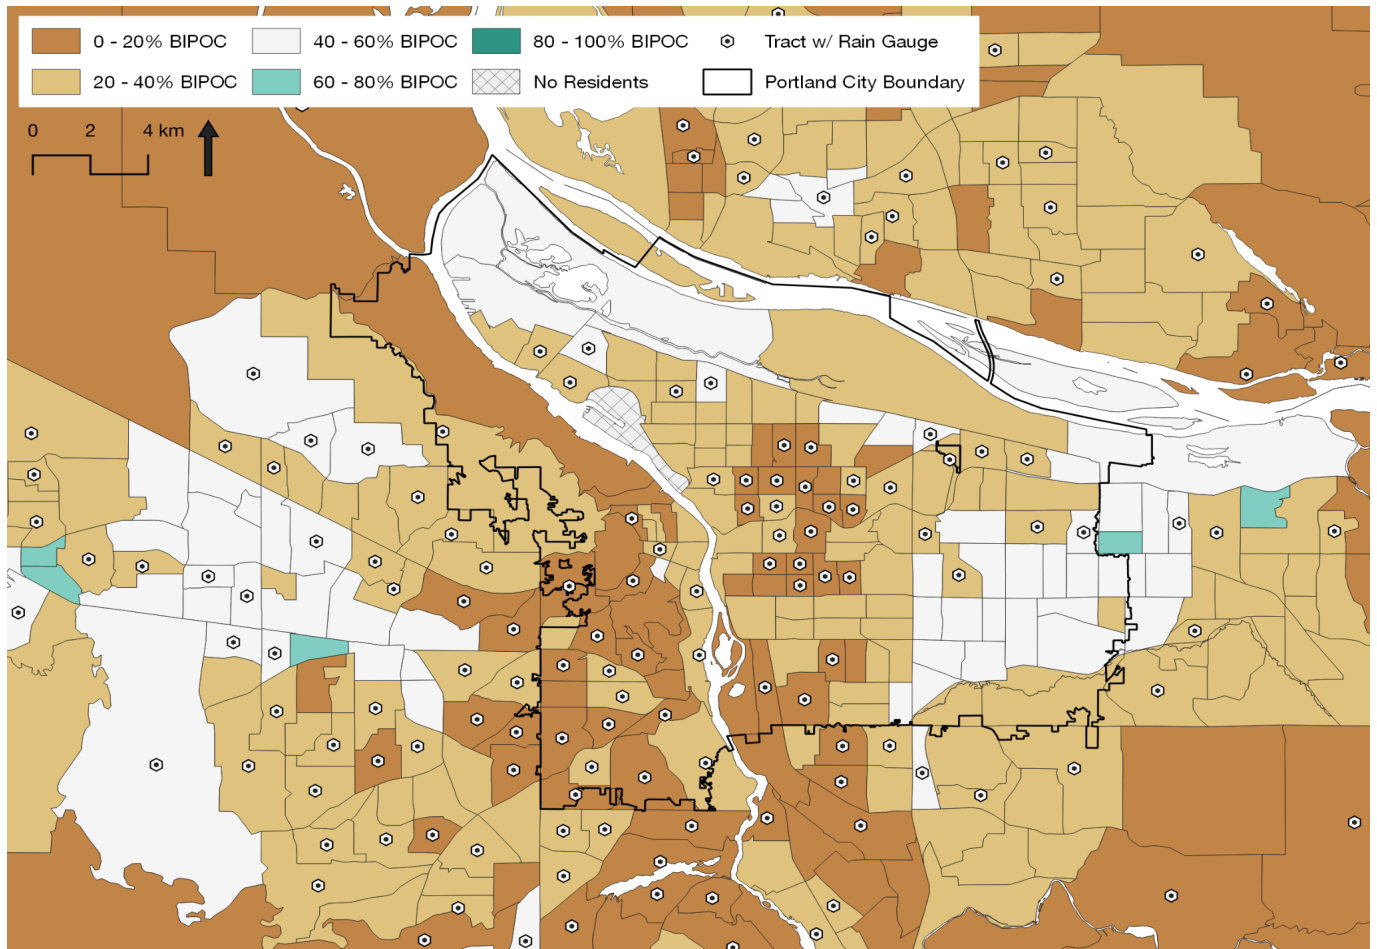 0 - 20% BIPOC 40 - 60% BIPOC 80 - 100% BIPOC Tract w/ Rain Gauge
20 - 40% BIPOC 60 - 80% BIPOC No Residents Portland City Boundary
0 2 4 km